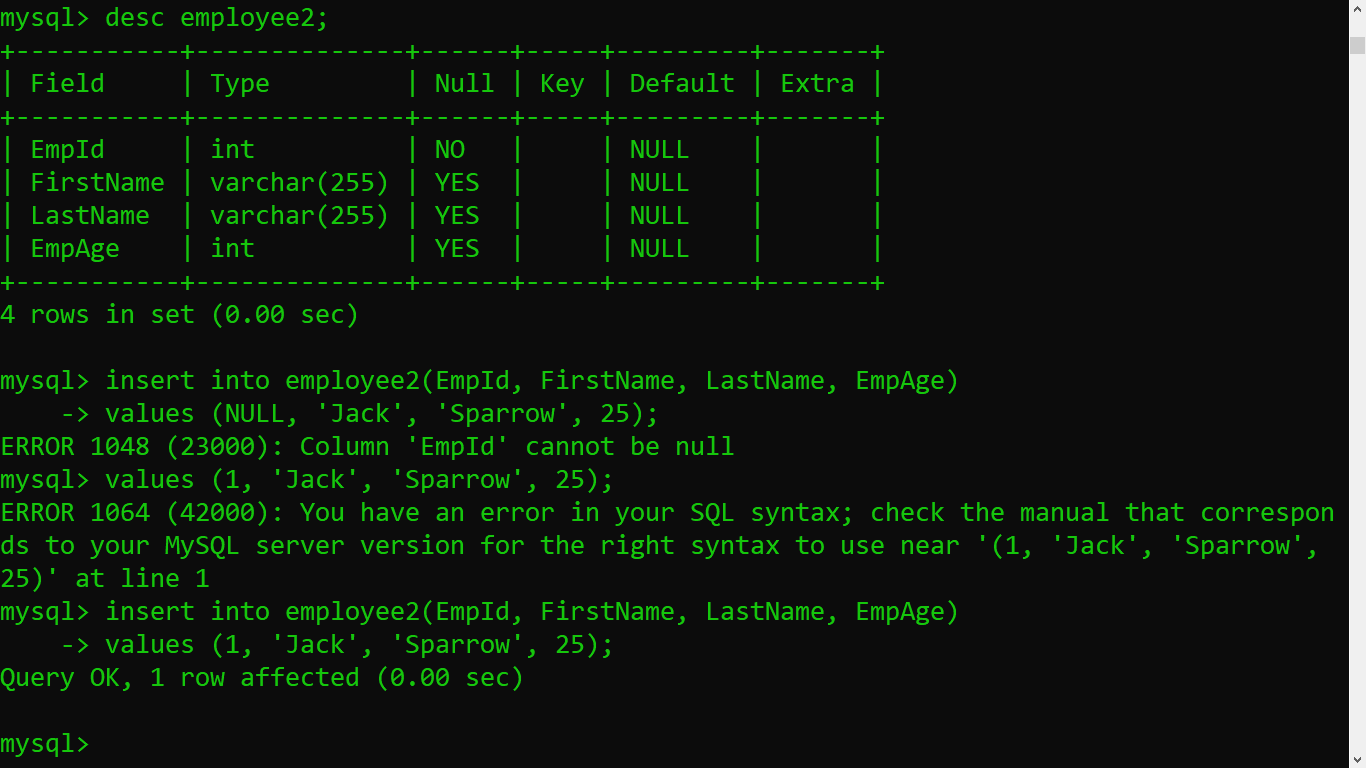 mysql> desc employee2;
+-----------+--------------+------+-----+---------+-------+
| Field     | Type         | Null | Key | Default | Extra |
+-----------+--------------+------+-----+---------+-------+
| EmpId     | int          | NO   |     | NULL    |       |
| FirstName | varchar(255) | YES  |     | NULL    |       |
| LastName  | varchar(255) | YES  |     | NULL    |       |
| EmpAge    | int          | YES  |     | NULL    |       |
+-----------+--------------+------+-----+---------+-------+
4 rows in set (0.00 sec)

mysql> insert into employee2(EmpId, FirstName, LastName, EmpAge)
    -> values (NULL, 'Jack', 'Sparrow', 25);
ERROR 1048 (23000): Column 'EmpId' cannot be null
mysql> values (1, 'Jack', 'Sparrow', 25);
ERROR 1064 (42000): You have an error in your SQL syntax; check the manual that correspon
ds to your MySQL server version for the right syntax to use near '(1, 'Jack', 'Sparrow',
25)' at line 1
mysql> insert into employee2(EmpId, FirstName, LastName, EmpAge)
    -> values (1, 'Jack', 'Sparrow', 25);
Query OK, 1 row affected (0.00 sec)

mysql>